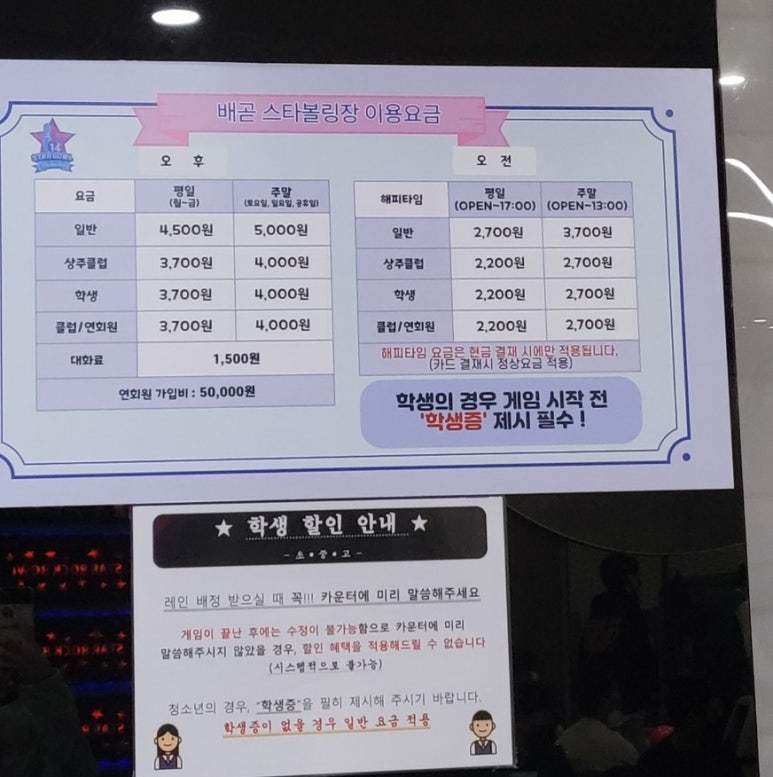 배곧 스타볼링장 이용요금
14
오 후
요금 평일 (월~금) 주말 (토요일, 일요일, 공휴일)
일반 4,500원 5,000원
상주클럽 3,700원 4,000원
학생 3,700원 4,000원
클럽/연회원 3,700원 4,000원
대화료 1,500원
연회원 가입비 : 50,000원
오 전
해피타임 평일 (OPEN~17:00) 주말 (OPEN~13:00)
일반 2,700원 3,700원
상주클럽 2,200원 2,700원
학생 2,200원 2,700원
클럽/연회원 2,200원 2,700원
해피타임 요금은 현금 결재 시에만 적용됩니다.
(카드 결재시 정상요금 적용)
학생의 경우 게임 시작 전
'학생증' 제시 필수 !
★ 학생 할인 안내 ★
- 초 • 중 • 고 -
레인 배정 받으실 때 꼭!!! 카운터에 미리 말씀해주세요
게임이 끝난 후에는 수정이 불가능함으로 카운터에 미리
말씀해주시지 않았을 경우, 할인 혜택을 적용해드릴 수 없습니다
(시스템적으로 불가능)
청소년의 경우, "학생증"을 필히 제시해 주시기 바랍니다.
학생증이 없을 경우 일반 요금 적용